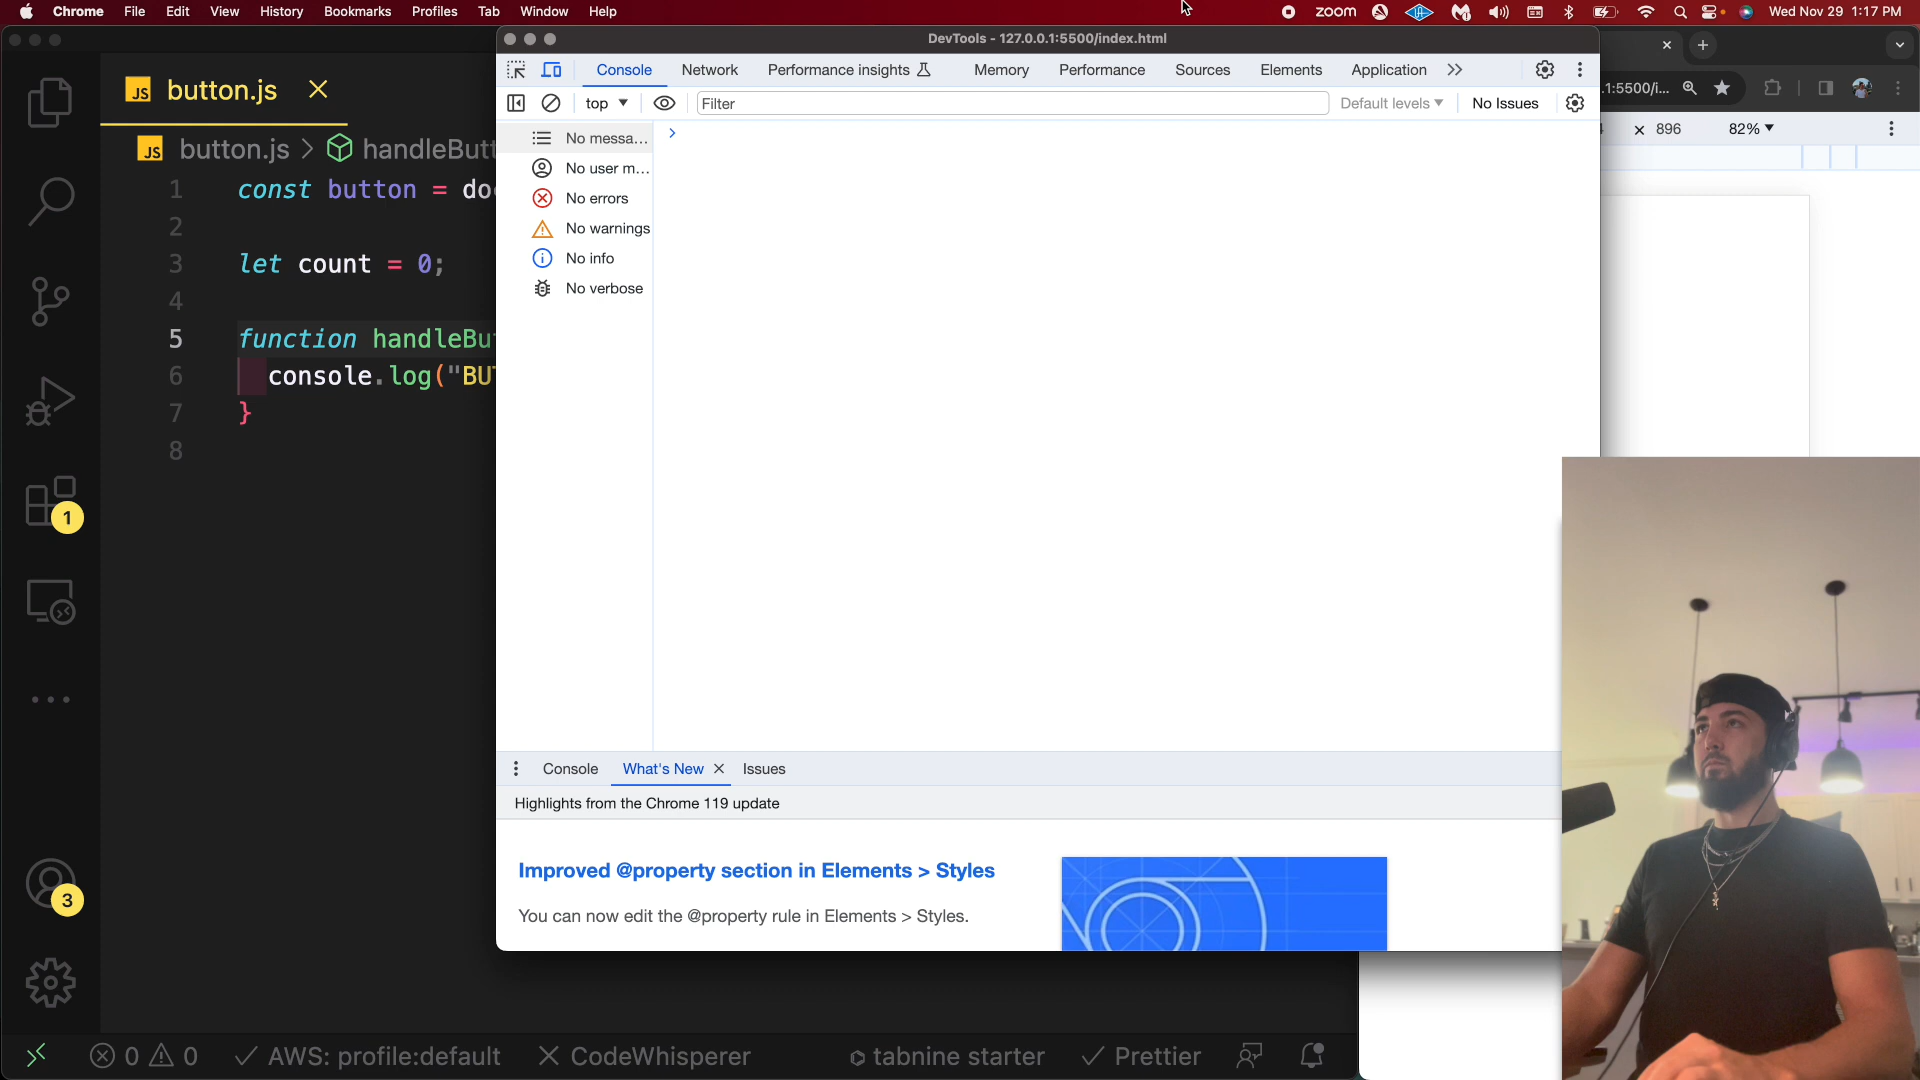 Chrome File Edit View History Bookmarks Profiles Tab Window Help
zoom Wed Nov 29 1:17 PM
DevTools - 127.0.0.1:5500/index.html
JS button.js
Console Network Performance insights Memory Performance Sources Elements Application
.1:5500/i...
top Filter Default levels No Issues
896 82%
JS button.js > handleButt
No messa...
No user m...
No errors
No warnings
No info
No verbose
1 const button = do
2
3 let count = 0;
4
5 function handleBu
6 console.log("BU
7 }
8
1
3
Console What's New Issues
Highlights from the Chrome 119 update
Improved @property section in Elements > Styles
You can now edit the @property rule in Elements > Styles.
0 0 AWS: profile:default CodeWhisperer tabnine starter Prettier